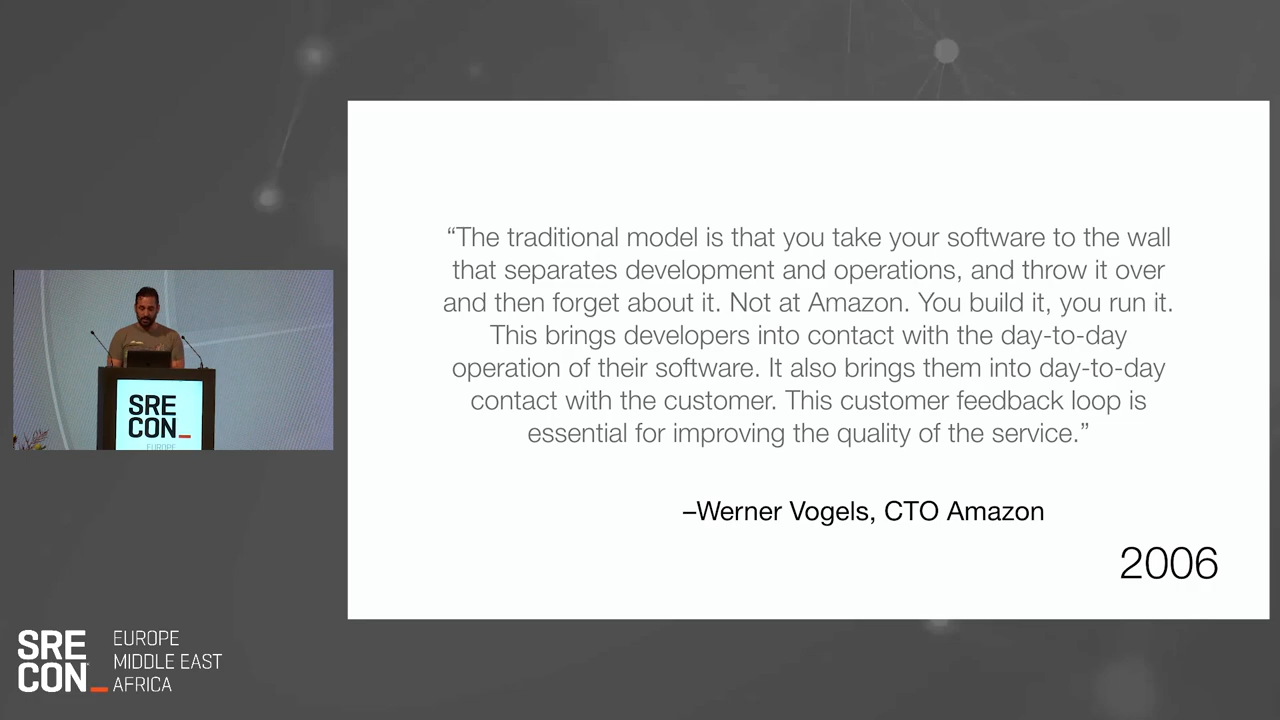 “The traditional model is that you take your software to the wall
that separates development and operations, and throw it over
and then forget about it. Not at Amazon. You build it, you run it.
This brings developers into contact with the day-to-day
operation of their software. It also brings them into day-to-day
contact with the customer. This customer feedback loop is
essential for improving the quality of the service.”
–Werner Vogels, CTO Amazon
2006
SRE
CON_
EUROPE
SRE
CON_
EUROPE
MIDDLE EAST
AFRICA